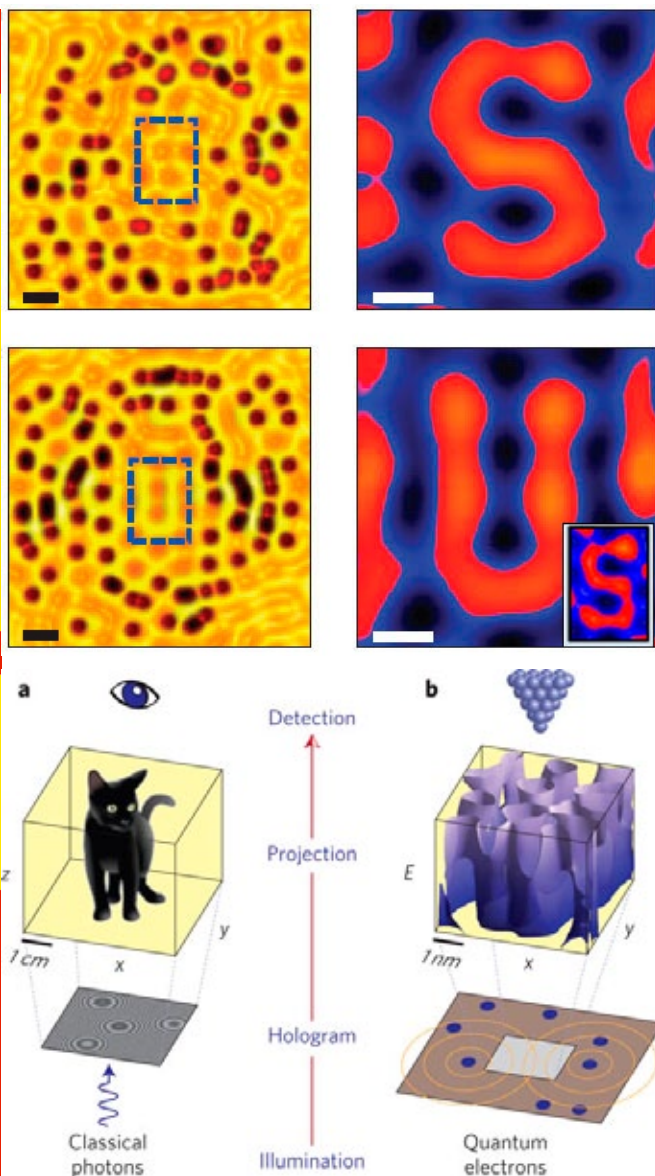 S
U
S
a
b
Detection
Projection
Hologram
Illumination
z
y
x
1 cm
E
y
x
1 nm
Classical
photons
Quantum
electrons